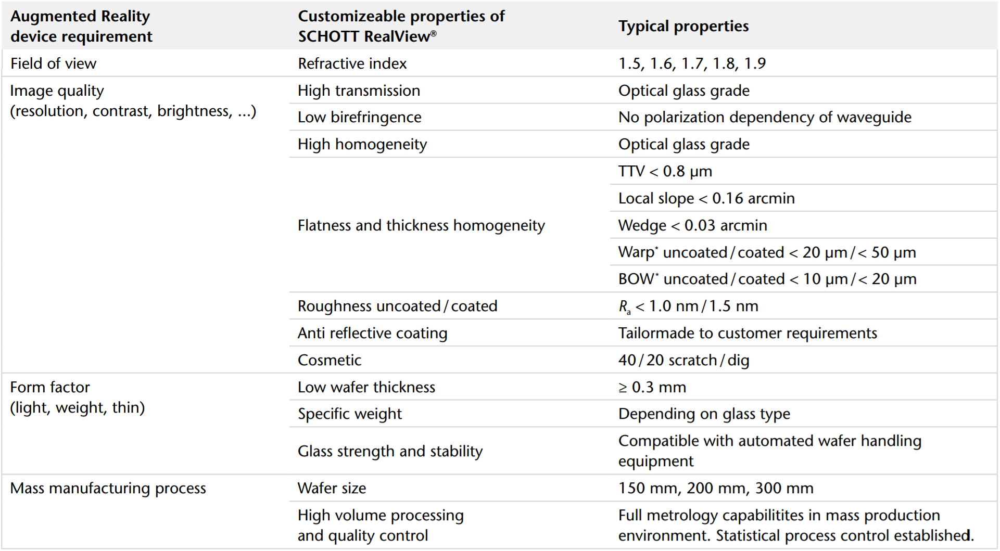 Augmented Reality
device requirement
Customizeable properties of
SCHOTT RealView®
Typical properties
Field of view
Refractive index
1.5, 1.6, 1.7, 1.8, 1.9
Image quality
(resolution, contrast, brightness, ...)
High transmission
Optical glass grade
Low birefringence
No polarization dependency of waveguide
High homogeneity
Optical glass grade
Flatness and thickness homogeneity
TTV < 0.8 µm
Local slope < 0.16 arcmin
Wedge < 0.03 arcmin
Warp* uncoated / coated < 20 µm / < 50 µm
BOW* uncoated / coated < 10 µm / < 20 µm
Roughness uncoated / coated
Ra < 1.0 nm / 1.5 nm
Anti reflective coating
Tailormade to customer requirements
Cosmetic
40 / 20 scratch / dig
Form factor
(light, weight, thin)
Low wafer thickness
≥ 0.3 mm
Specific weight
Depending on glass type
Glass strength and stability
Compatible with automated wafer handling
equipment
Mass manufacturing process
Wafer size
150 mm, 200 mm, 300 mm
High volume processing
and quality control
Full metrology capabilitites in mass production
environment. Statistical process control established.